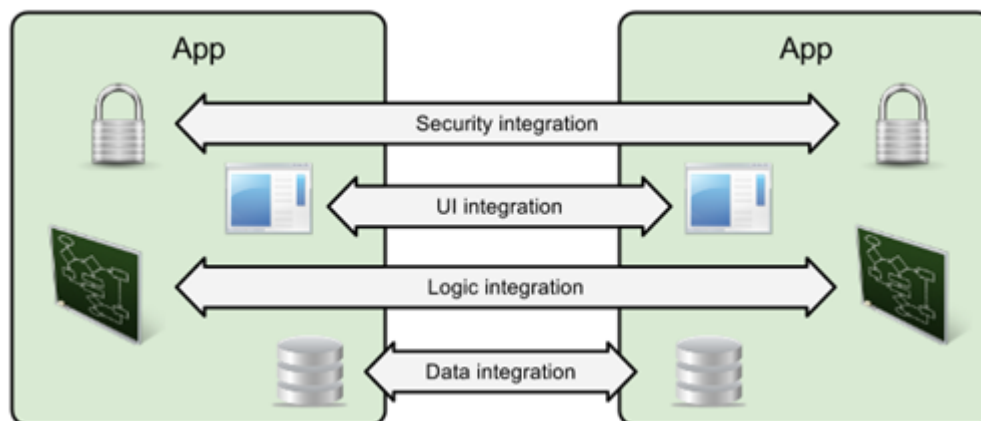 App
App
Security integration
UI integration
Logic integration
Data integration